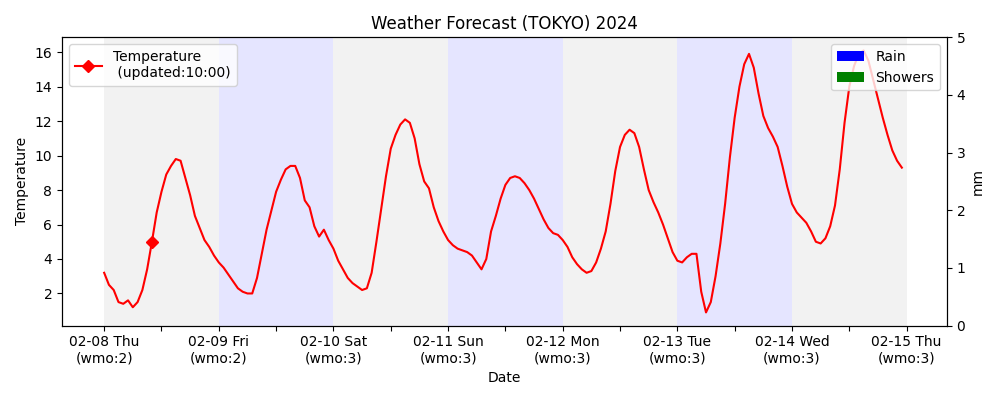 Weather Forecast (TOKYO) 2024
Temperature
(updated:10:00)
Rain
Showers
Temperature
16
14
12
10
8
6
4
2
5
4
3
2
1
0
mm
02-08 Thu
(wmo:2)
02-09 Fri
(wmo:2)
02-10 Sat
(wmo:3)
02-11 Sun
(wmo:3)
02-12 Mon
(wmo:3)
02-13 Tue
(wmo:3)
02-14 Wed
(wmo:3)
02-15 Thu
(wmo:3)
Date